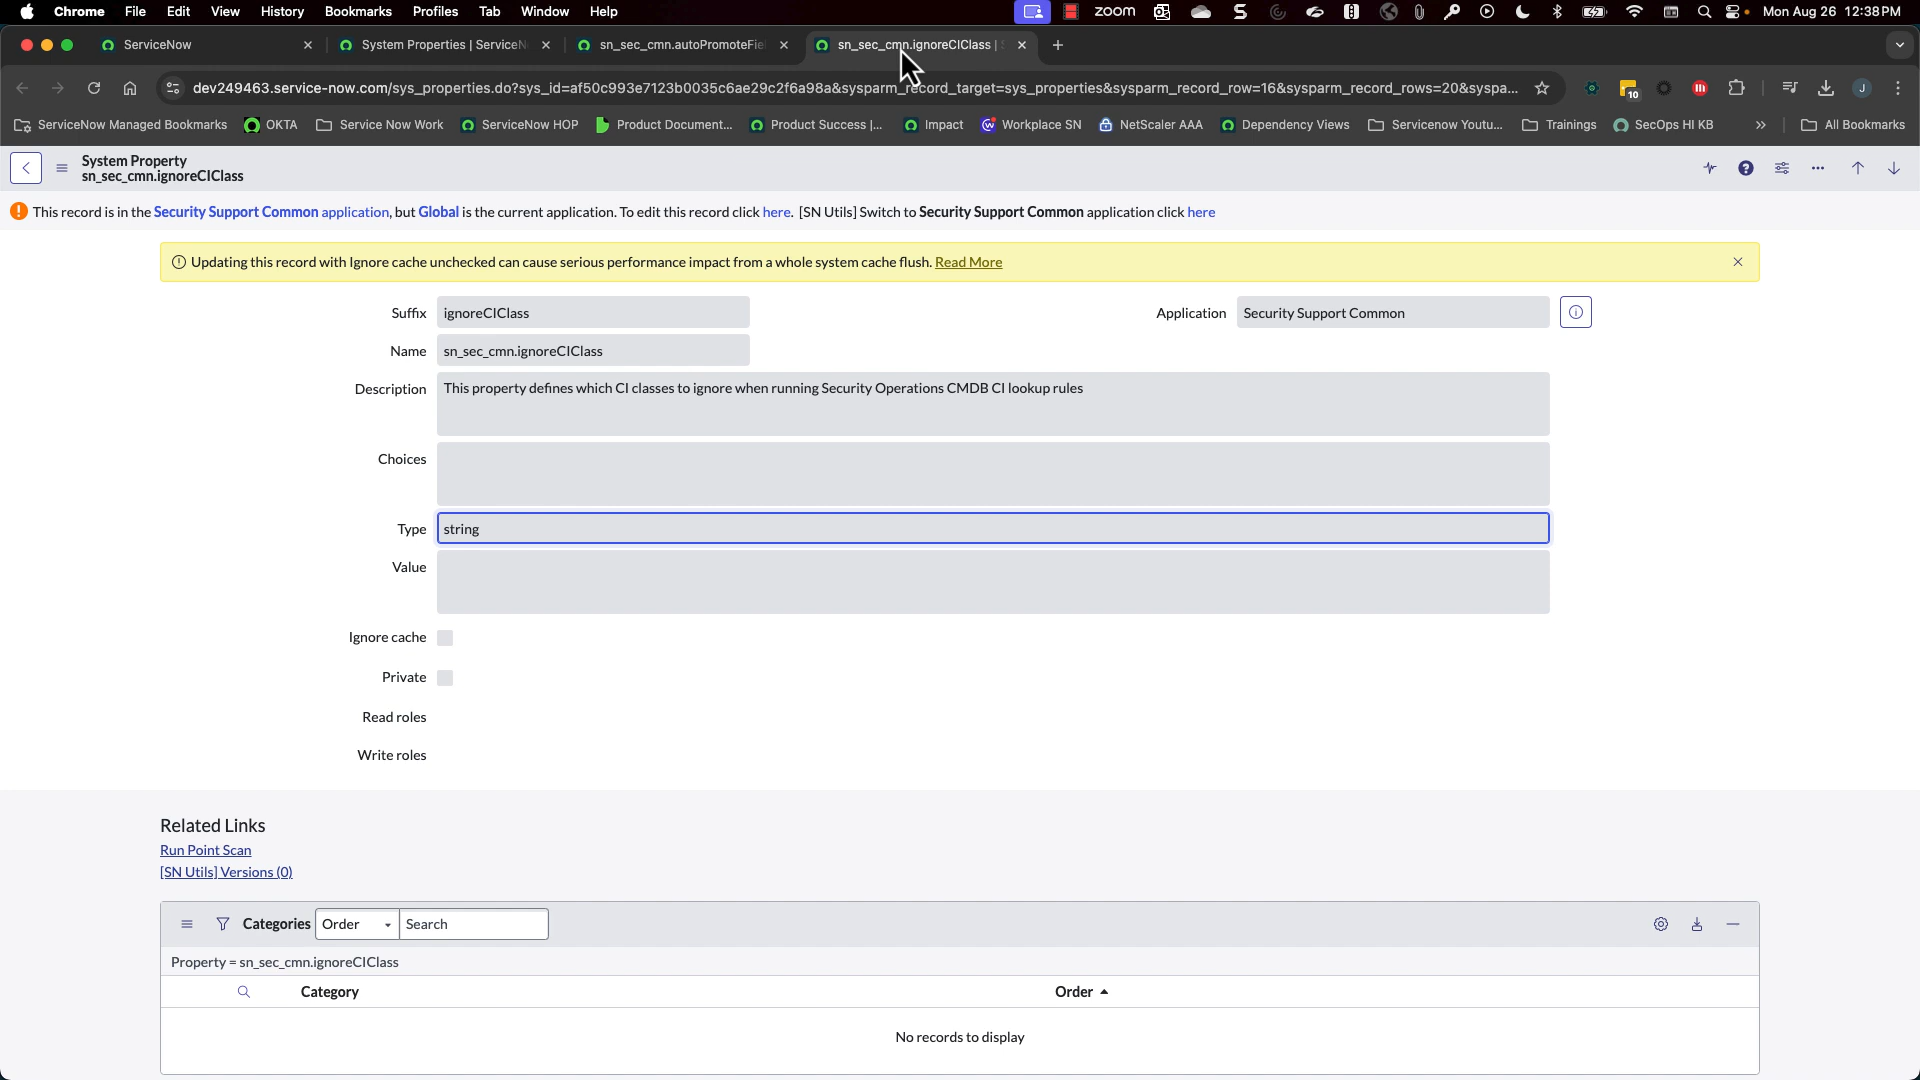 Chrome File Edit View History Bookmarks Profiles Tab Window Help zoom Mon Aug 26 12:38 PM
ServiceNow System Properties | ServiceN sn_sec_cmn.autoPromoteFie sn_sec_cmn.ignoreCIClass |
dev249463.service-now.com/sys_properties.do?sys_id=af50c993e7123b0035c6ae29c2f6a98a&sysparm_record_target=sys_properties&sysparm_record_row=16&sysparm_record_rows=20&syspa... 10 J
ServiceNow Managed Bookmarks OKTA Service Now Work ServiceNow HOP Product Document... Product Success |... Impact Workplace SN NetScaler AAA Dependency Views Servicenow Youtu... Trainings SecOps HI KB » All Bookmarks
System Property
sn_sec_cmn.ignoreCIClass
This record is in the Security Support Common application, but Global is the current application. To edit this record click here. [SN Utils] Switch to Security Support Common application click here
Updating this record with Ignore cache unchecked can cause serious performance impact from a whole system cache flush. Read More
Suffix ignoreCIClass Application Security Support Common
Name sn_sec_cmn.ignoreCIClass
Description This property defines which CI classes to ignore when running Security Operations CMDB CI lookup rules
Choices
Type string
Value
Ignore cache
Private
Read roles
Write roles
Related Links
Run Point Scan
[SN Utils] Versions (0)
Categories Order Search
Property = sn_sec_cmn.ignoreCIClass
Category Order
No records to display